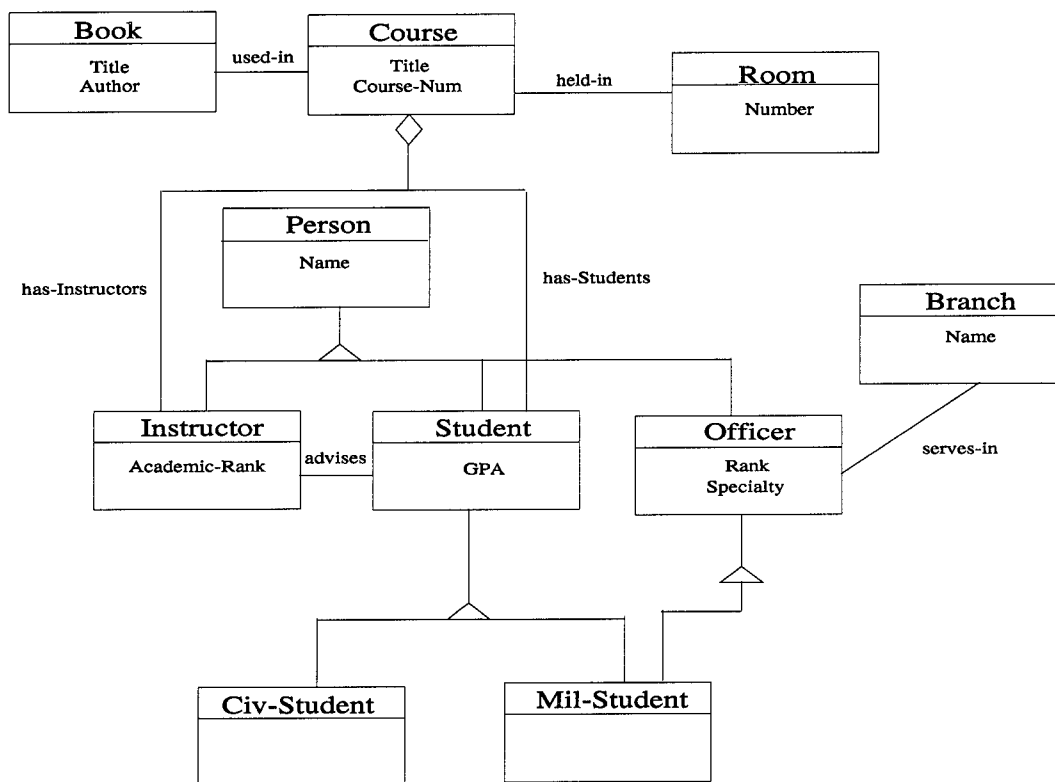 Book
Title
Author
used-in
Course
Title
Course-Num
held-in
Room
Number
Person
Name
has-Instructors
has-Students
Branch
Name
Instructor
Academic-Rank
advises
Student
GPA
Officer
Rank
Specialty
serves-in
Civ-Student
Mil-Student